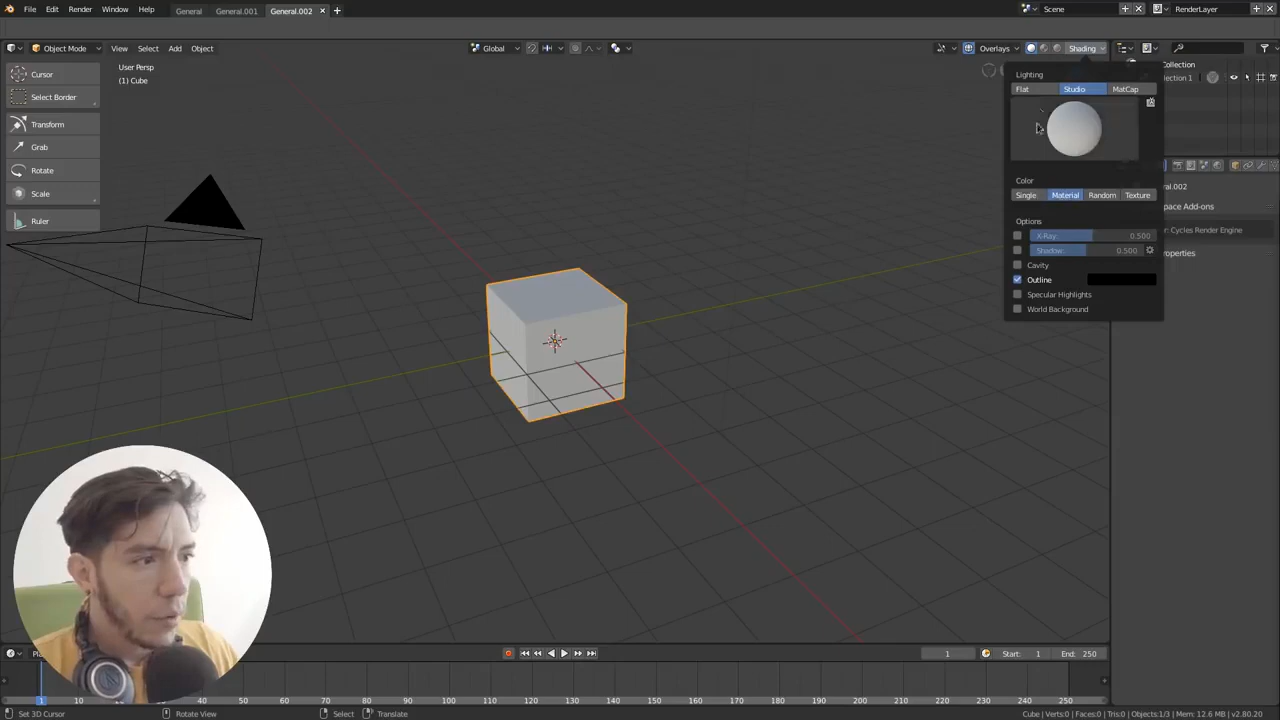 File Edit Render Window Help General General.001 General.002 Scene RenderLayer
Object Mode View Select Add Object Global Overlays Shading
User Persp
(1) Cube
Cursor
Select Border
Transform
Grab
Rotate
Scale
Ruler
Lighting
Flat Studio MatCap
Color
Single Material Random Texture
Options
X-Ray: 0.500
Shadow: 0.500
Cavity
Outline
Specular Highlights
World Background
Collection
ection 1
eral.002
space Add-ons
r: Cycles Render Engine
roperties
1 Start: 1 End: 250
1 10 20 30 40 50 60 70 80 90 100 110 120 130 140 150 160 170 180 190 200 210 220 230 240 250
Set 3D Cursor Rotate View Select Translate Cube | Verts:0 | Faces:0 | Tris:0 | Objects:1/3 | Mem: 12.6 MB | v2.80.20